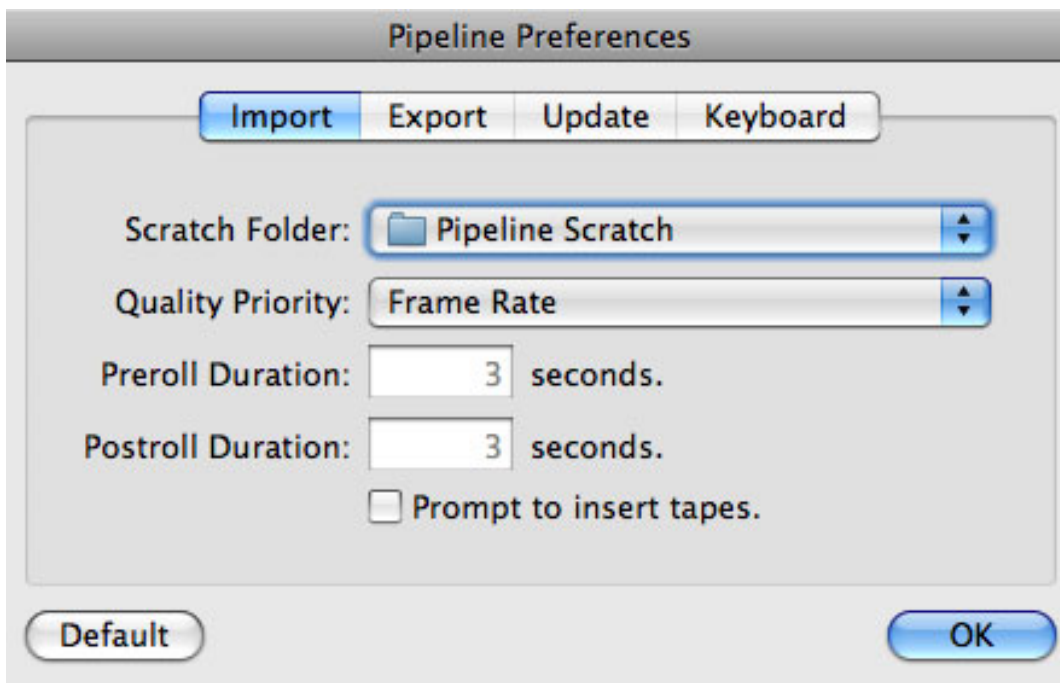 Pipeline Preferences
Import Export Update Keyboard
Scratch Folder: Pipeline Scratch
Quality Priority: Frame Rate
Preroll Duration: 3 seconds.
Postroll Duration: 3 seconds.
Prompt to insert tapes.
Default OK